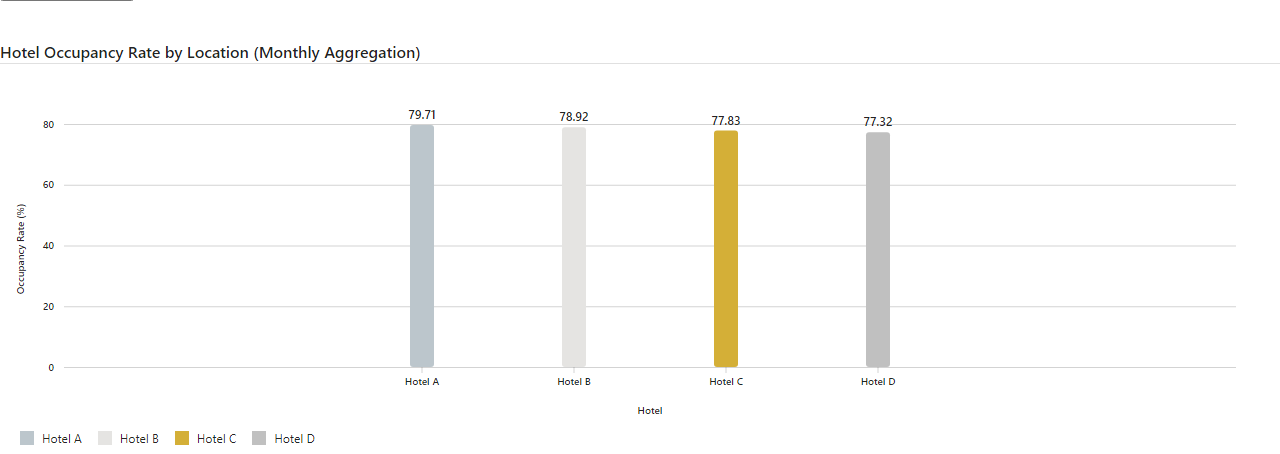 Hotel Occupancy Rate by Location (Monthly Aggregation)
79.71
78.92
77.83
77.32
80
60
40
20
0
Occupancy Rate (%)
Hotel A
Hotel B
Hotel C
Hotel D
Hotel
Hotel A
Hotel B
Hotel C
Hotel D